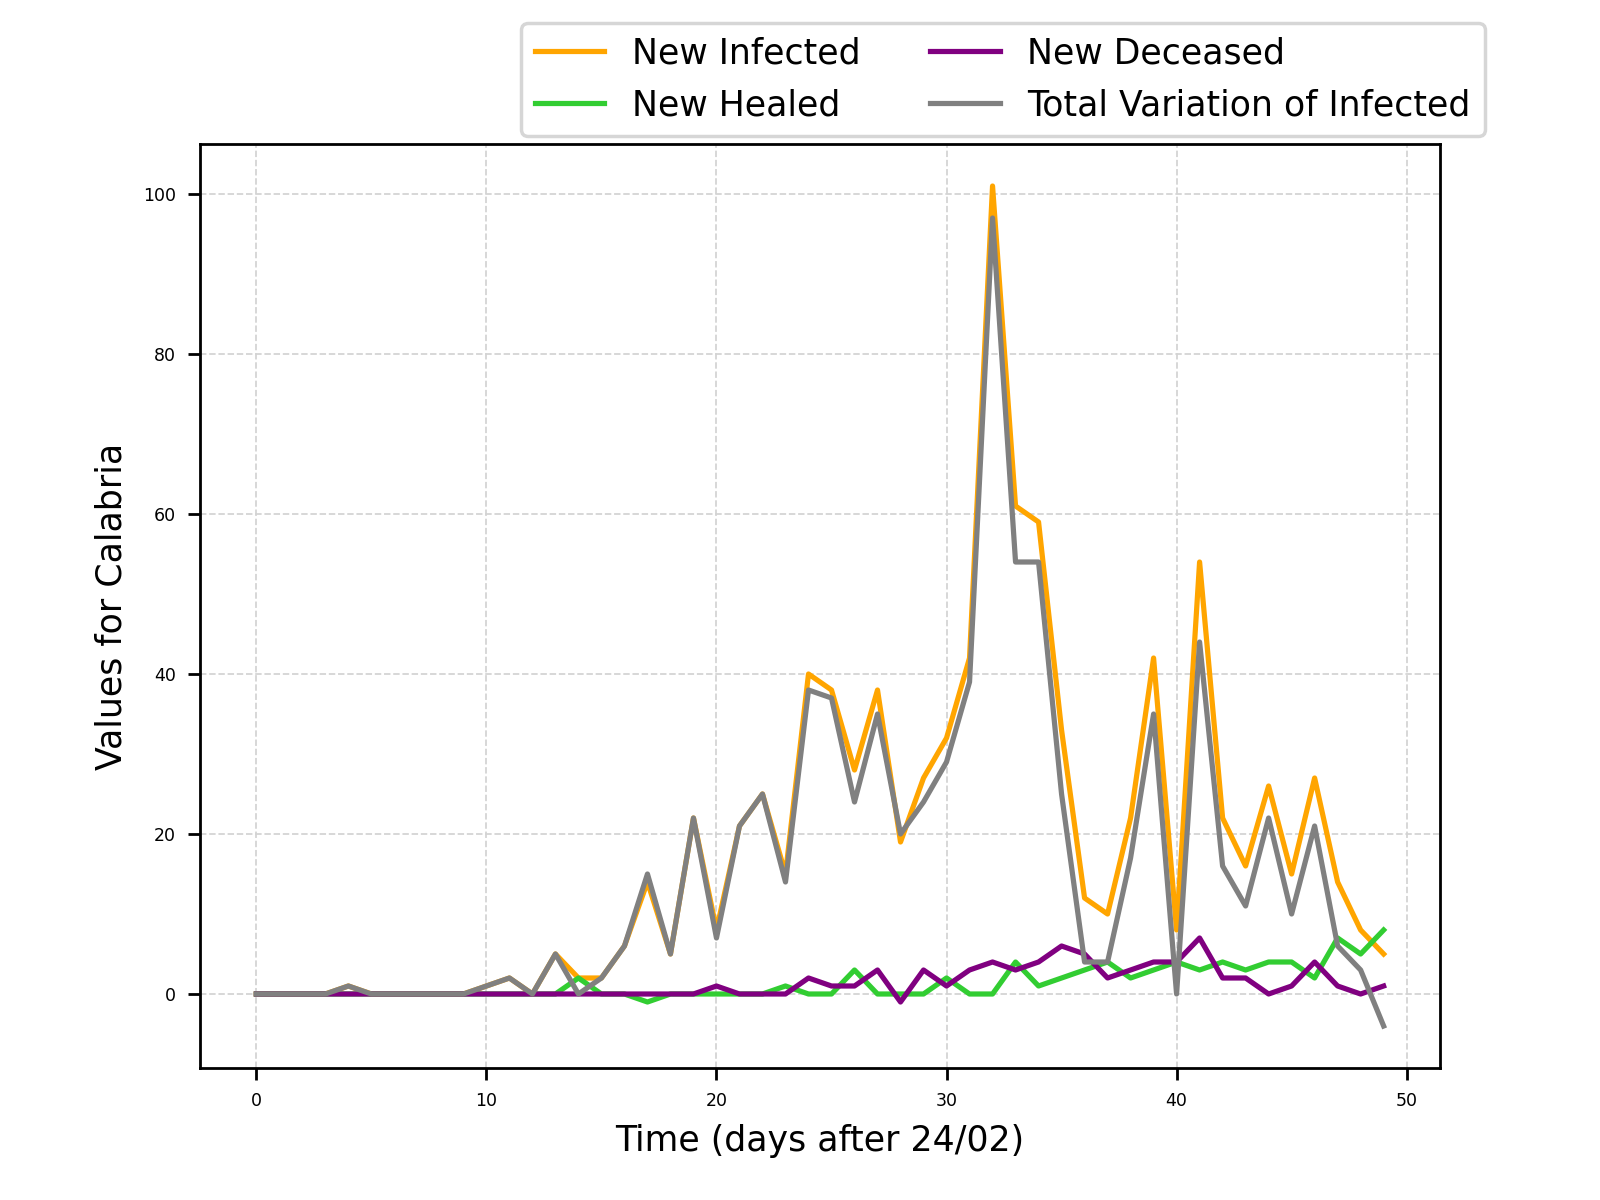 New Infected
New Healed
New Deceased
Total Variation of Infected
100
80
60
40
20
0
Values for Calabria
0 10 20 30 40 50
Time (days after 24/02)